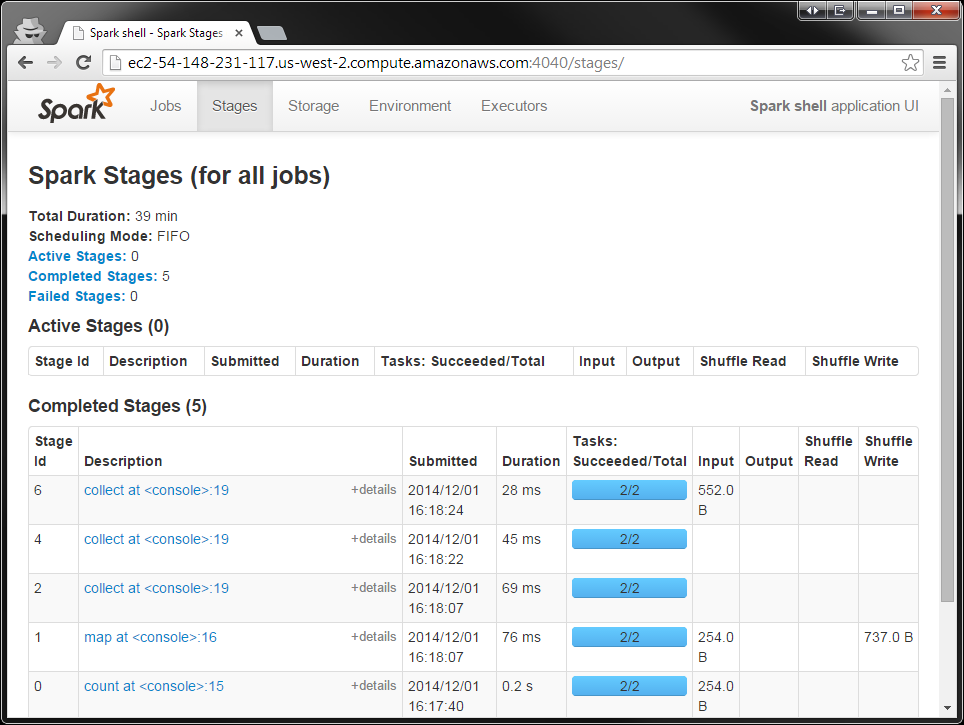 Spark shell - Spark Stages
ec2-54-148-231-117.us-west-2.compute.amazonaws.com:4040/stages/
Spark Jobs Stages Storage Environment Executors Spark shell application UI
Spark Stages (for all jobs)
Total Duration: 39 min
Scheduling Mode: FIFO
Active Stages: 0
Completed Stages: 5
Failed Stages: 0
Active Stages (0)
Stage Id Description Submitted Duration Tasks: Succeeded/Total Input Output Shuffle Read Shuffle Write
Completed Stages (5)
Stage Tasks: Shuffle Shuffle
Id Description Submitted Duration Succeeded/Total Input Output Read Write
6 collect at <console>:19 +details 2014/12/01 28 ms 2/2 552.0
16:18:24 B
4 collect at <console>:19 +details 2014/12/01 45 ms 2/2
16:18:22
2 collect at <console>:19 +details 2014/12/01 69 ms 2/2
16:18:07
1 map at <console>:16 +details 2014/12/01 76 ms 2/2 254.0 737.0 B
16:18:07 B
0 count at <console>:15 +details 2014/12/01 0.2 s 2/2 254.0
16:17:40 B